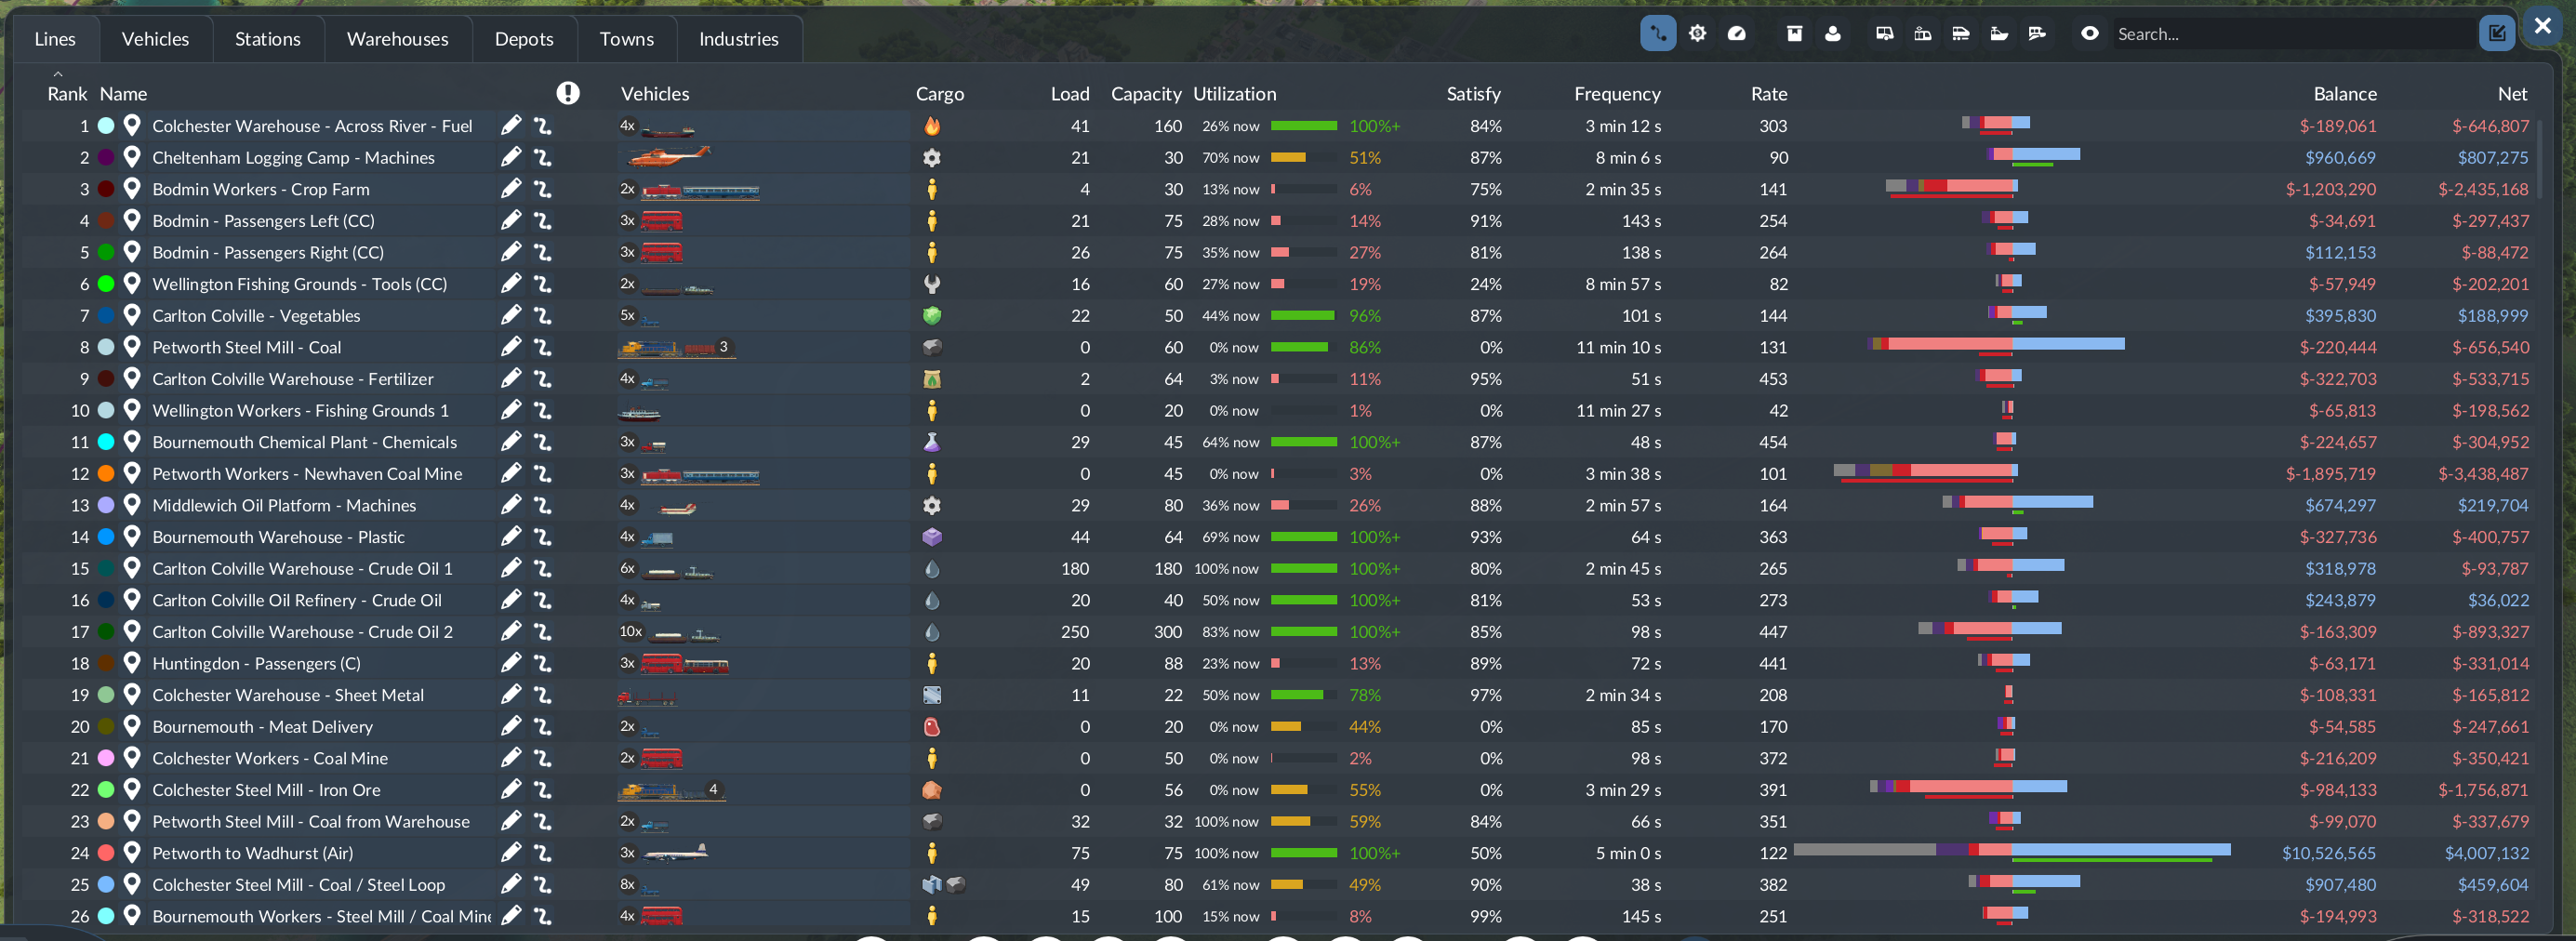 Lines Vehicles Stations Warehouses Depots Towns Industries Search...
Rank Name Vehicles Cargo Load Capacity Utilization Satisfy Frequency Rate Balance Net
1 Colchester Warehouse - Across River - Fuel 4x 41 160 26% now 100%+ 84% 3 min 12 s 303 $-189,061 $-646,807
2 Cheltenham Logging Camp - Machines 21 30 70% now 51% 87% 8 min 6 s 90 $960,669 $807,275
3 Bodmin Workers - Crop Farm 2x 4 30 13% now 6% 75% 2 min 35 s 141 $-1,203,290 $-2,435,168
4 Bodmin - Passengers Left (CC) 3x 21 75 28% now 14% 91% 143 s 254 $-34,691 $-297,437
5 Bodmin - Passengers Right (CC) 3x 26 75 35% now 27% 81% 138 s 264 $112,153 $-88,472
6 Wellington Fishing Grounds - Tools (CC) 2x 16 60 27% now 19% 24% 8 min 57 s 82 $-57,949 $-202,201
7 Carlton Colville - Vegetables 5x 22 50 44% now 96% 87% 101 s 144 $395,830 $188,999
8 Petworth Steel Mill - Coal 3 0 60 0% now 86% 0% 11 min 10 s 131 $-220,444 $-656,540
9 Carlton Colville Warehouse - Fertilizer 4x 2 64 3% now 11% 95% 51 s 453 $-322,703 $-533,715
10 Wellington Workers - Fishing Grounds 1 0 20 0% now 1% 0% 11 min 27 s 42 $-65,813 $-198,562
11 Bournemouth Chemical Plant - Chemicals 3x 29 45 64% now 100%+ 87% 48 s 454 $-224,657 $-304,952
12 Petworth Workers - Newhaven Coal Mine 3x 0 45 0% now 3% 0% 3 min 38 s 101 $-1,895,719 $-3,438,487
13 Middlewich Oil Platform - Machines 4x 29 80 36% now 26% 88% 2 min 57 s 164 $674,297 $219,704
14 Bournemouth Warehouse - Plastic 4x 44 64 69% now 100%+ 93% 64 s 363 $-327,736 $-400,757
15 Carlton Colville Warehouse - Crude Oil 1 6x 180 180 100% now 100%+ 80% 2 min 45 s 265 $318,978 $-93,787
16 Carlton Colville Oil Refinery - Crude Oil 4x 20 40 50% now 100%+ 81% 53 s 273 $243,879 $36,022
17 Carlton Colville Warehouse - Crude Oil 2 10x 250 300 83% now 100%+ 85% 98 s 447 $-163,309 $-893,327
18 Huntingdon - Passengers (C) 3x 20 88 23% now 13% 89% 72 s 441 $-63,171 $-331,014
19 Colchester Warehouse - Sheet Metal 11 22 50% now 78% 97% 2 min 34 s 208 $-108,331 $-165,812
20 Bournemouth - Meat Delivery 2x 0 20 0% now 44% 0% 85 s 170 $-54,585 $-247,661
21 Colchester Workers - Coal Mine 2x 0 50 0% now 2% 0% 98 s 372 $-216,209 $-350,421
22 Colchester Steel Mill - Iron Ore 4 0 56 0% now 55% 0% 3 min 29 s 391 $-984,133 $-1,756,871
23 Petworth Steel Mill - Coal from Warehouse 2x 32 32 100% now 59% 84% 66 s 351 $-99,070 $-337,679
24 Petworth to Wadhurst (Air) 3x 75 75 100% now 100%+ 50% 5 min 0 s 122 $10,526,565 $4,007,132
25 Colchester Steel Mill - Coal / Steel Loop 8x 49 80 61% now 49% 90% 38 s 382 $907,480 $459,604
26 Bournemouth Workers - Steel Mill / Coal Mine 4x 15 100 15% now 8% 99% 145 s 251 $-194,993 $-318,522